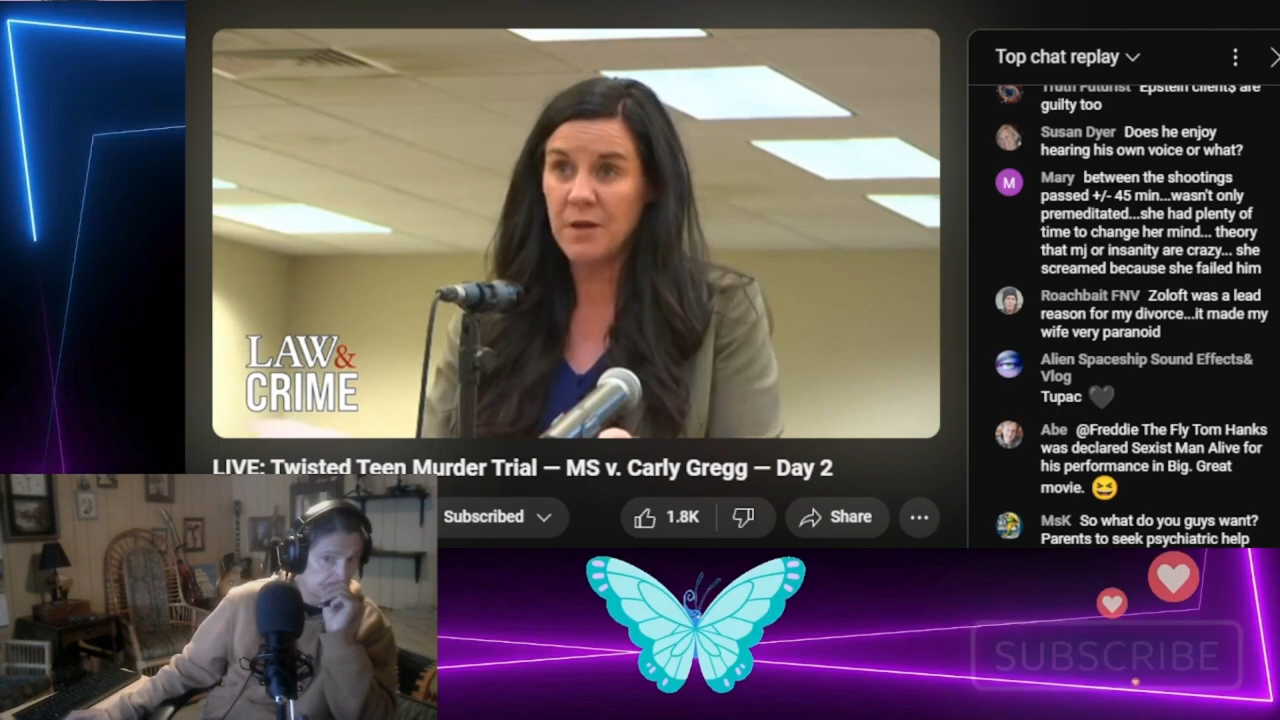 Top chat replay
Truth Futurist Epstein client$ are
guilty too
Susan Dyer Does he enjoy
hearing his own voice or what?
M
Mary between the shootings
passed +/- 45 min...wasn't only
premeditated...she had plenty of
time to change her mind... theory
that mj or insanity are crazy... she
screamed because she failed him
Roachbait FNV Zoloft was a lead
reason for my divorce...it made my
wife very paranoid
Alien Spaceship Sound Effects&
Vlog
Tupac 🖤
Abe @Freddie The Fly Tom Hanks
was declared Sexist Man Alive for
his performance in Big. Great
movie. 😆
MsK So what do you guys want?
Parents to seek psychiatric help
LAW&
CRIME
LIVE: Twisted Teen Murder Trial — MS v. Carly Gregg — Day 2
Subscribed
1.8K
Share
SUBSCRIBE